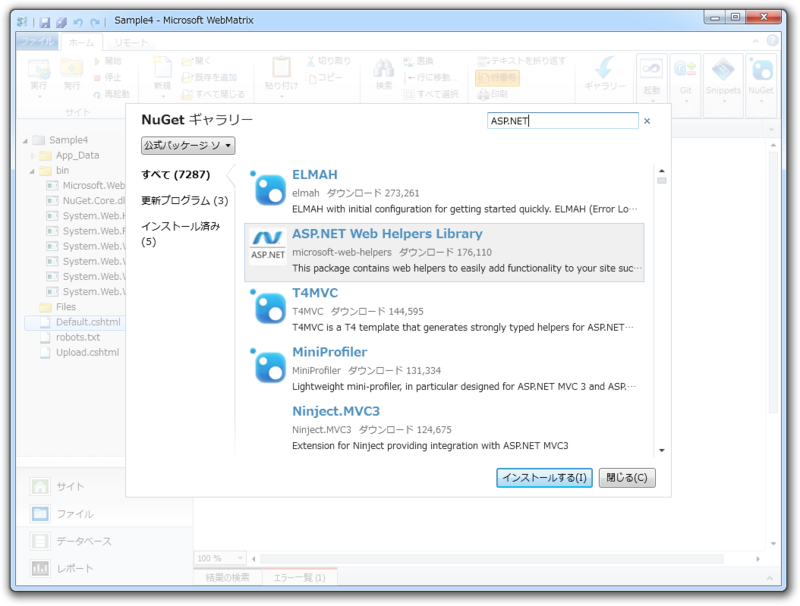 Sample4 - Microsoft WebMatrix
ファイル
ホーム
リモート
実行
発行
開始
停止
再起動
サイト
新規
開く
既存を追加
すべて閉じる
貼り付け
切り取り
コピー
検索
置換
行に移動...
すべて選択
テキストを折り返す
行番号
印刷
ギャラリー
起動
Git
Snippets
NuGet
Sample4
App_Data
bin
Microsoft.Web
NuGet.Core.dl
System.Web.H
System.Web.
System.Web.
System.Web.
System.Web.
System.Web.
Files
Default.cshtml
robots.txt
Upload.cshtml
サイト
ファイル
データベース
レポート
NuGet ギャラリー
ASP.NET
公式パッケージ ソ
すべて (7287)
更新プログラム (3)
インストール済み
(5)
ELMAH
elmah ダウンロード 273,261
ELMAH with initial configuration for getting started quickly. ELMAH (Error Lo…
ASP.NET
ASP.NET Web Helpers Library
microsoft-web-helpers ダウンロード 176,110
This package contains web helpers to easily add functionality to your site suc…
T4MVC
T4MVC ダウンロード 144,595
T4MVC is a T4 template that generates strongly typed helpers for ASP.NET…
MiniProfiler
MiniProfiler ダウンロード 131,334
Lightweight mini-profiler, in particular designed for ASP.NET MVC 3 and ASP.…
Ninject.MVC3
Ninject.MVC3 ダウンロード 124,675
Extension for Ninject providing integration with ASP.NET MVC3
インストールする(I)
閉じる(C)
100 %
結果の検索
エラー一覧 (1)